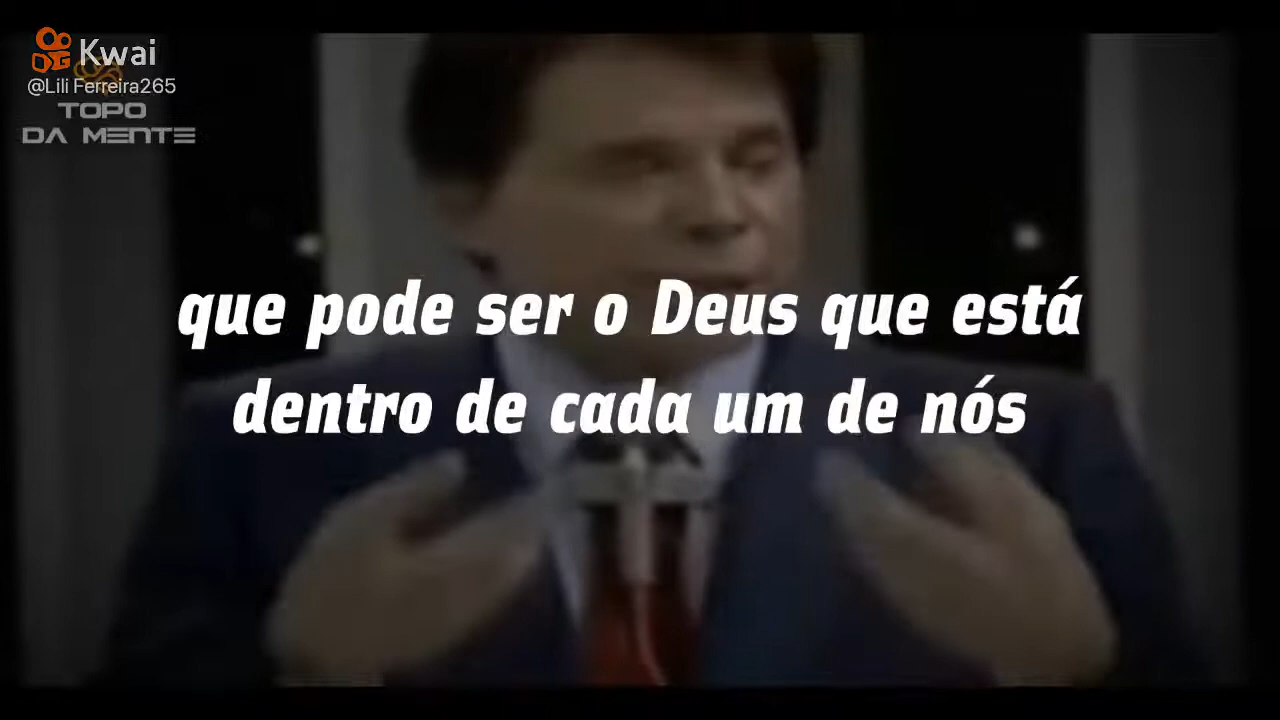 Kwai
@Lili Ferreira265
TOPO
DA MENTE
que pode ser o Deus que está
dentro de cada um de nós